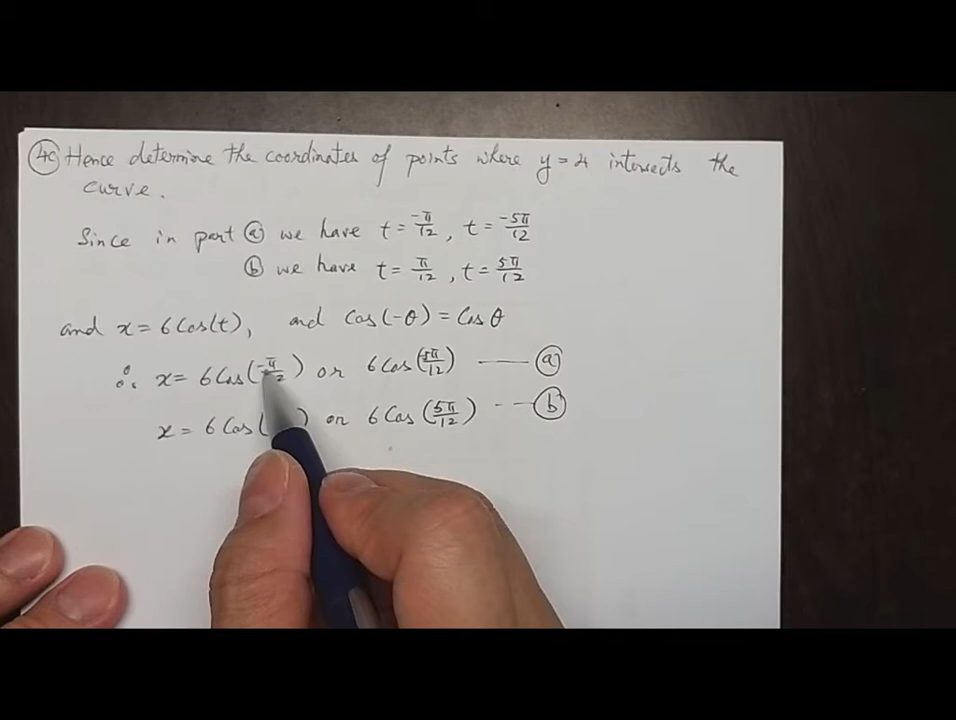 4c Hence determine the coordinates of points where y = 4 intersects the
curve.
Since in part a we have t = -π/12, t = -5π/12
b we have t = π/12, t = 5π/12
and x = 6 Cos(t), and Cos(-θ) = Cos θ
∴ x = 6 Cos(-π/12) or 6 Cos(5π/12) —— a
x = 6 Cos( ) or 6 Cos(5π/12) - — b